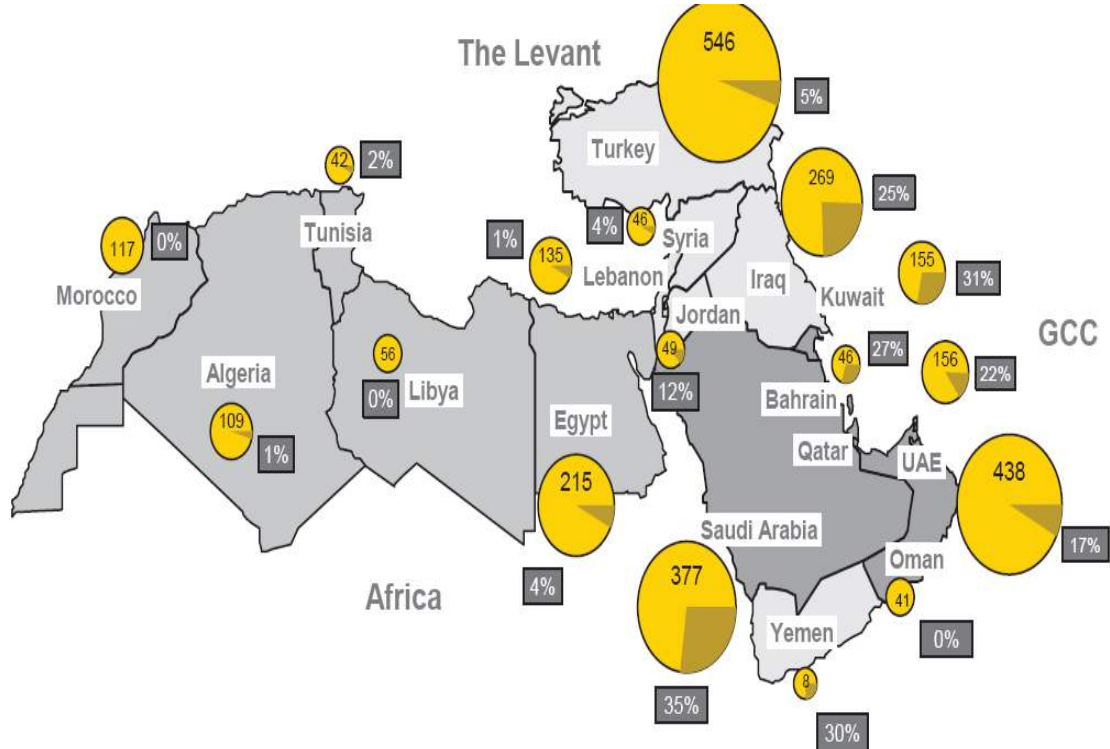 The Levant
546
5%
Turkey
42
2%
269
25%
Tunisia
117
0%
Morocco
1%
135
4%
46
Syria
Lebanon
155
31%
Iraq
Kuwait
Jordan
GCC
56
0%
Libya
49
12%
46
27%
156
22%
Algeria
109
1%
Egypt
Bahrain
Qatar
UAE
215
4%
438
17%
Saudi Arabia
377
35%
Oman
41
0%
Africa
Yemen
8
30%